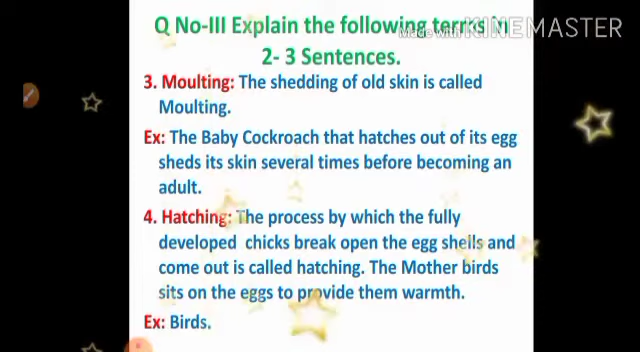 Q No-III Explain the following terms in
Made with KINEMASTER
2- 3 Sentences.
3. Moulting: The shedding of old skin is called
Moulting.
Ex: The Baby Cockroach that hatches out of its egg
sheds its skin several times before becoming an
adult.
4. Hatching: The process by which the fully
developed chicks break open the egg shells and
come out is called hatching. The Mother birds
sits on the eggs to provide them warmth.
Ex: Birds.